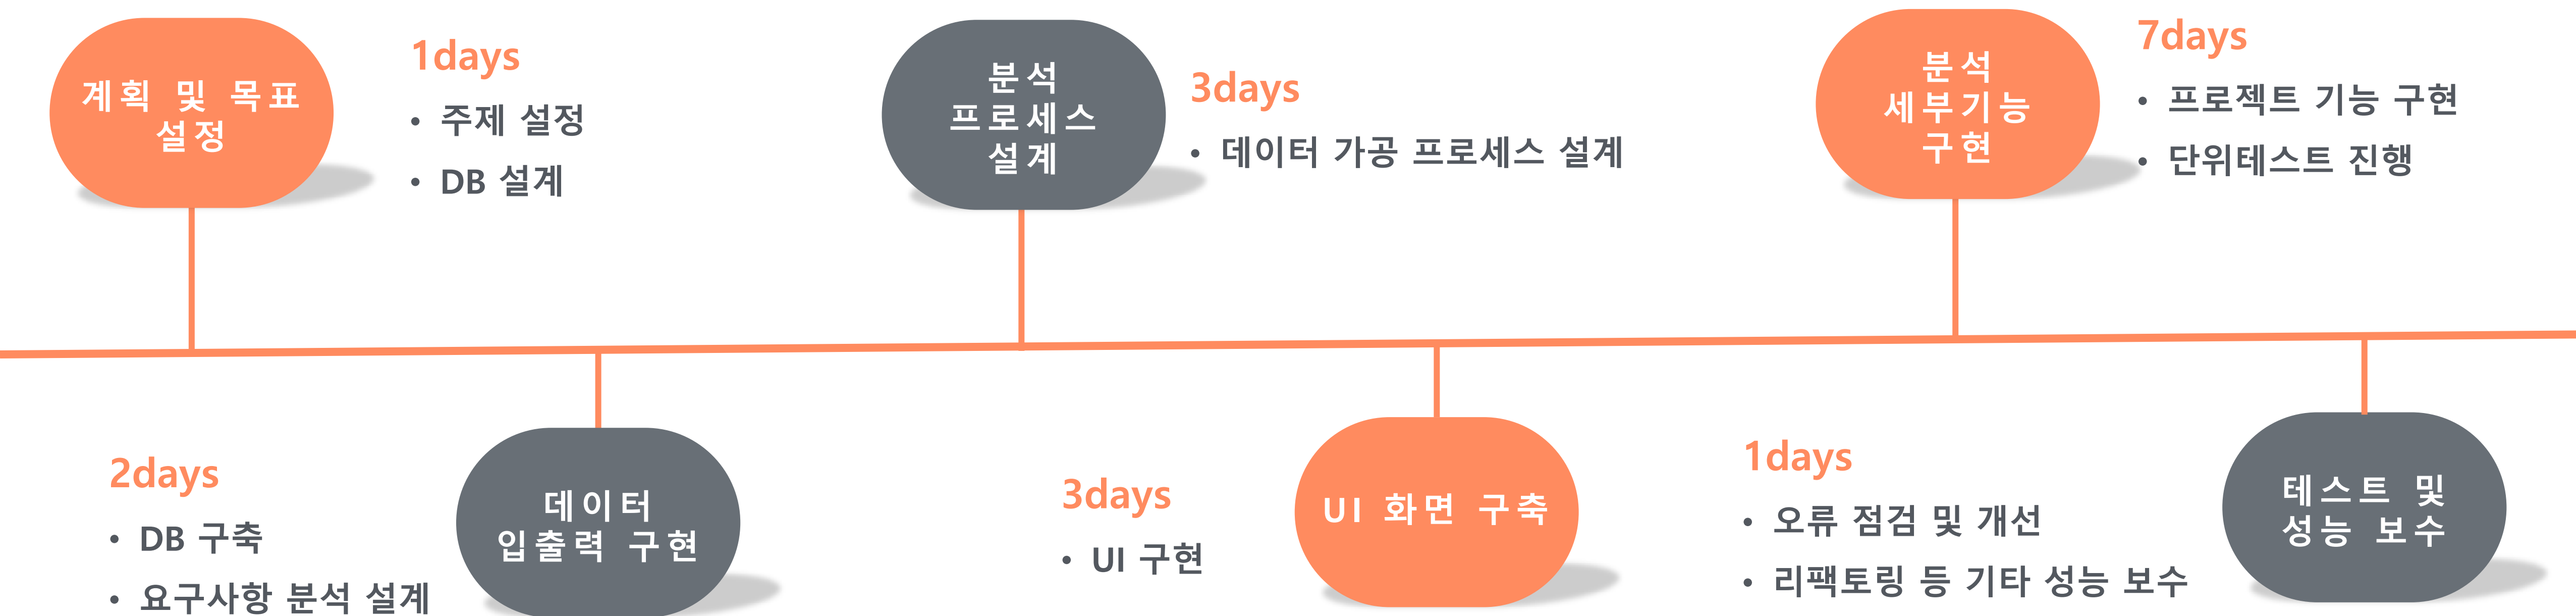 계획 및 목표
설정
1days
• 주제 설정
• DB 설계
분석
프로세스
설계
3days
• 데이터 가공 프로세스 설계
분석
세부기능
구현
7days
• 프로젝트 기능 구현
• 단위테스트 진행
2days
• DB 구축
• 요구사항 분석 설계
데이터
입출력 구현
3days
• UI 구현
UI 화면 구축
1days
• 오류 점검 및 개선
• 리팩토링 등 기타 성능 보수
테스트 및
성능 보수